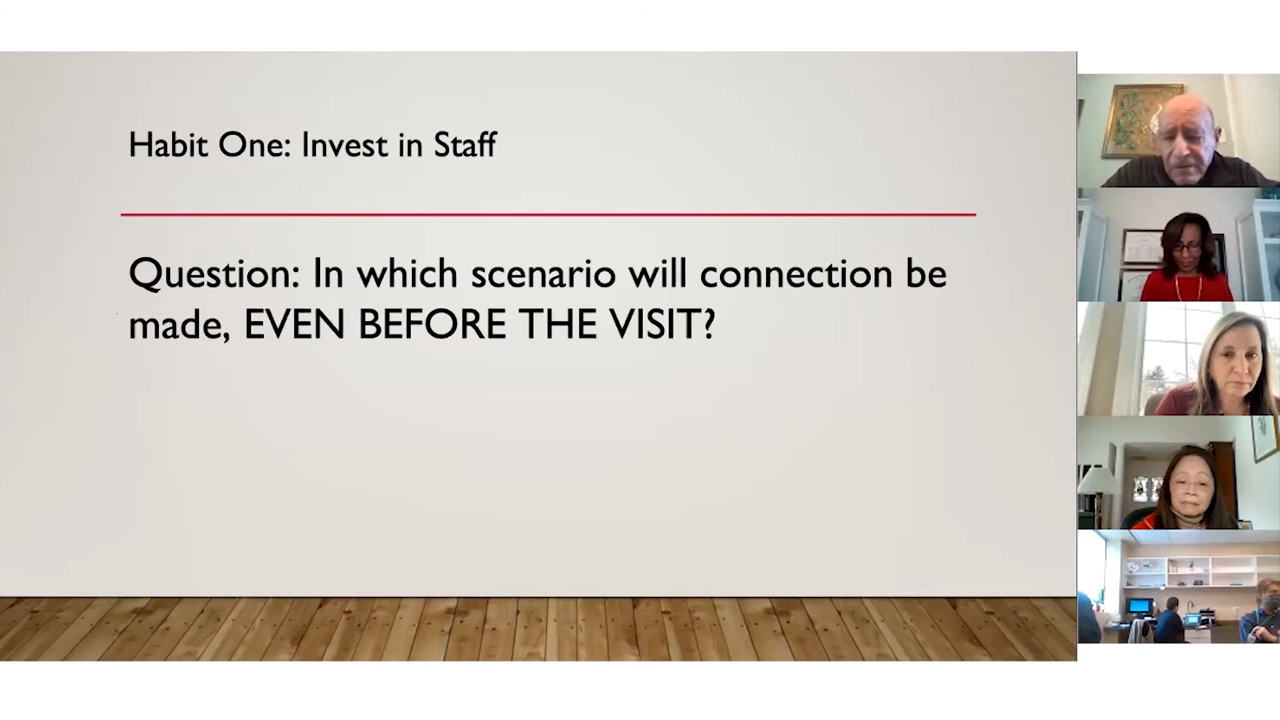 Habit One: Invest in Staff
Question: In which scenario will connection be
made, EVEN BEFORE THE VISIT?